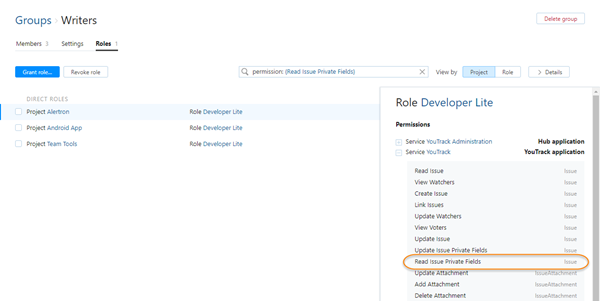 Groups › Writers
Delete group
Members 3 Settings Roles 1
Grant role... Revoke role
permission: {Read Issue Private Fields}
View by Project Role
Details
DIRECT ROLES
Project Alertron Role Developer Lite
Project Android App Role Developer Lite
Project Team Tools Role Developer Lite
Role Developer Lite
Permissions
Service YouTrack Administration Hub application
Service YouTrack YouTrack application
Read Issue Issue
View Watchers Issue
Create Issue Issue
Link Issues Issue
Update Watchers Issue
View Voters Issue
Update Issue Issue
Update Issue Private Fields Issue
Read Issue Private Fields Issue
Update Attachment IssueAttachment
Add Attachment IssueAttachment
Delete Attachment IssueAttachment